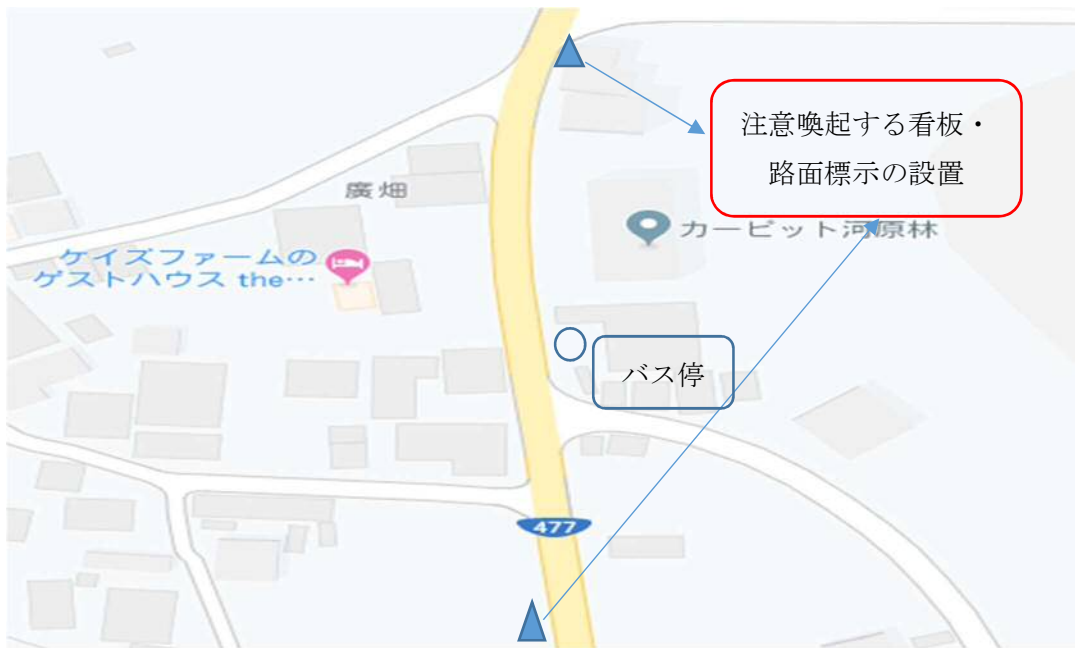 注意喚起する看板・
路面標示の設置
廣畑
カービット河原林
ケイズファームの
ゲストハウス the…
バス停
477